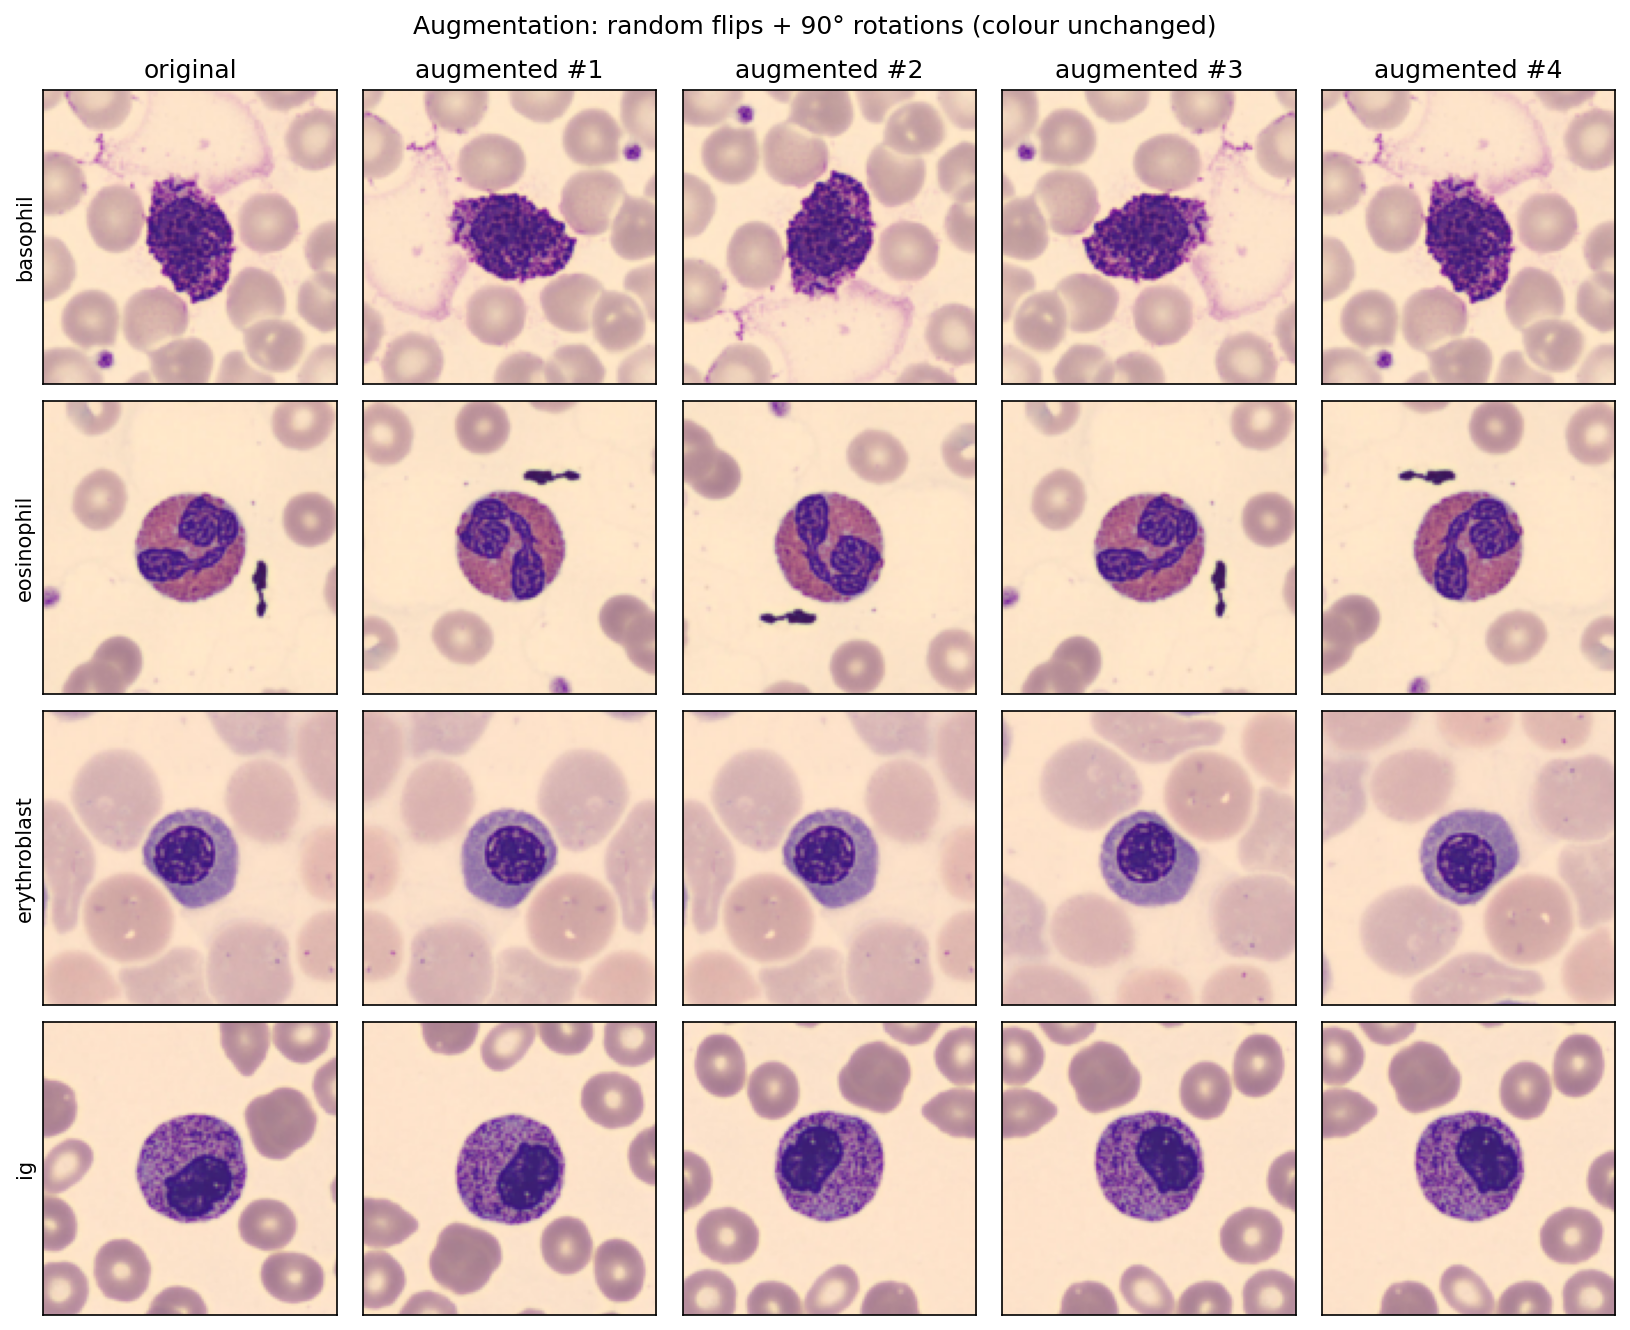 Augmentation: random flips + 90° rotations (colour unchanged)
original
augmented #1
augmented #2
augmented #3
augmented #4
basophil
eosinophil
erythroblast
ig